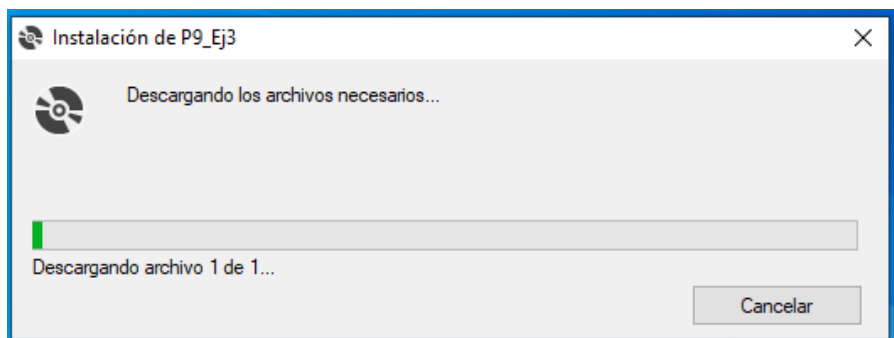 Instalación de P9_Ej3
Descargando los archivos necesarios...
Descargando archivo 1 de 1...
Cancelar